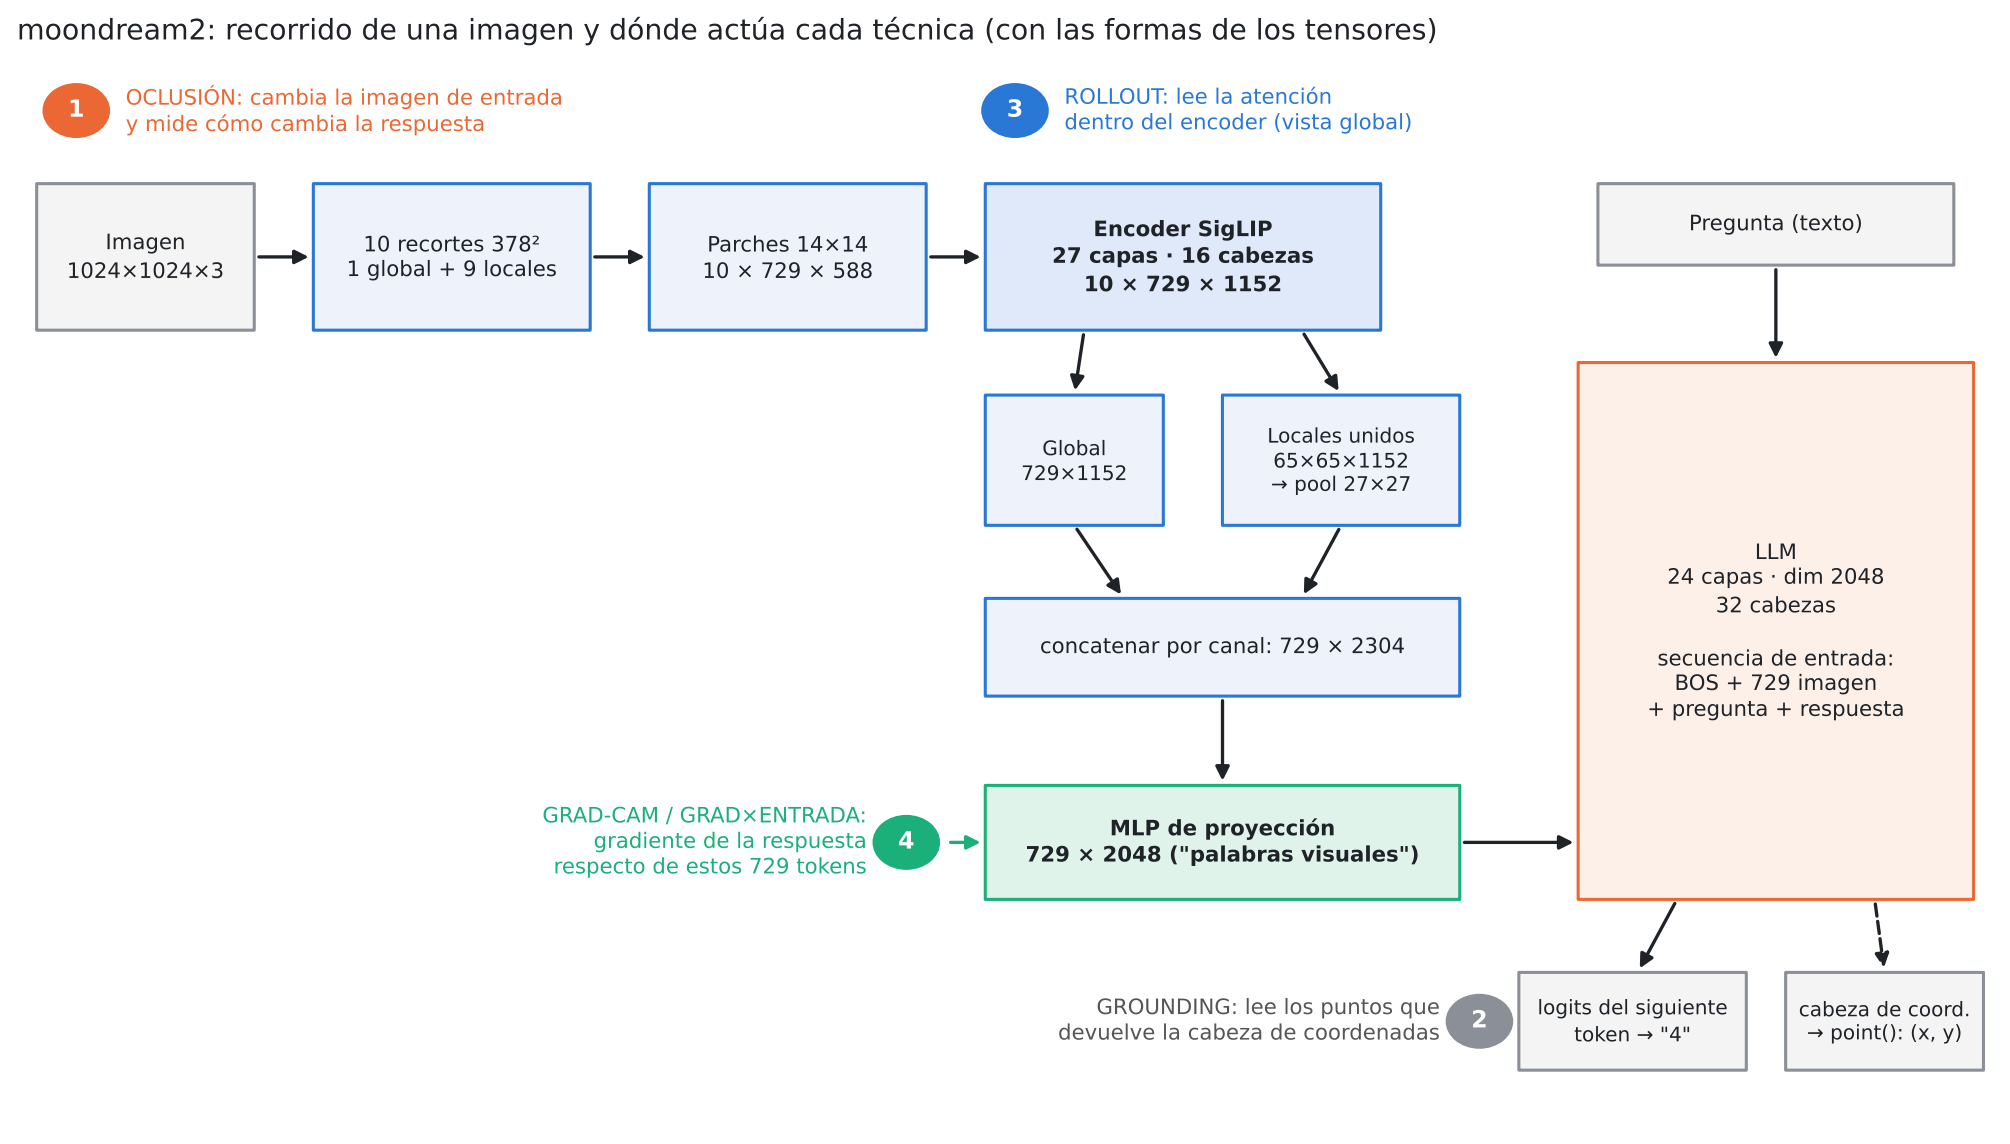 moondream2: recorrido de una imagen y dónde actúa cada técnica (con las formas de los tensores)
1
OCLUSIÓN: cambia la imagen de entrada
y mide cómo cambia la respuesta
3
ROLLOUT: lee la atención
dentro del encoder (vista global)
Imagen
1024×1024×3
10 recortes 378²
1 global + 9 locales
Parches 14×14
10 × 729 × 588
Encoder SigLIP
27 capas · 16 cabezas
10 × 729 × 1152
Pregunta (texto)
Global
729×1152
Locales unidos
65×65×1152
→ pool 27×27
LLM
24 capas · dim 2048
32 cabezas
secuencia de entrada:
BOS + 729 imagen
+ pregunta + respuesta
concatenar por canal: 729 × 2304
GRAD-CAM / GRAD×ENTRADA:
gradiente de la respuesta
respecto de estos 729 tokens
4
MLP de proyección
729 × 2048 ("palabras visuales")
GROUNDING: lee los puntos que
devuelve la cabeza de coordenadas
2
logits del siguiente
token → "4"
cabeza de coord.
→ point(): (x, y)